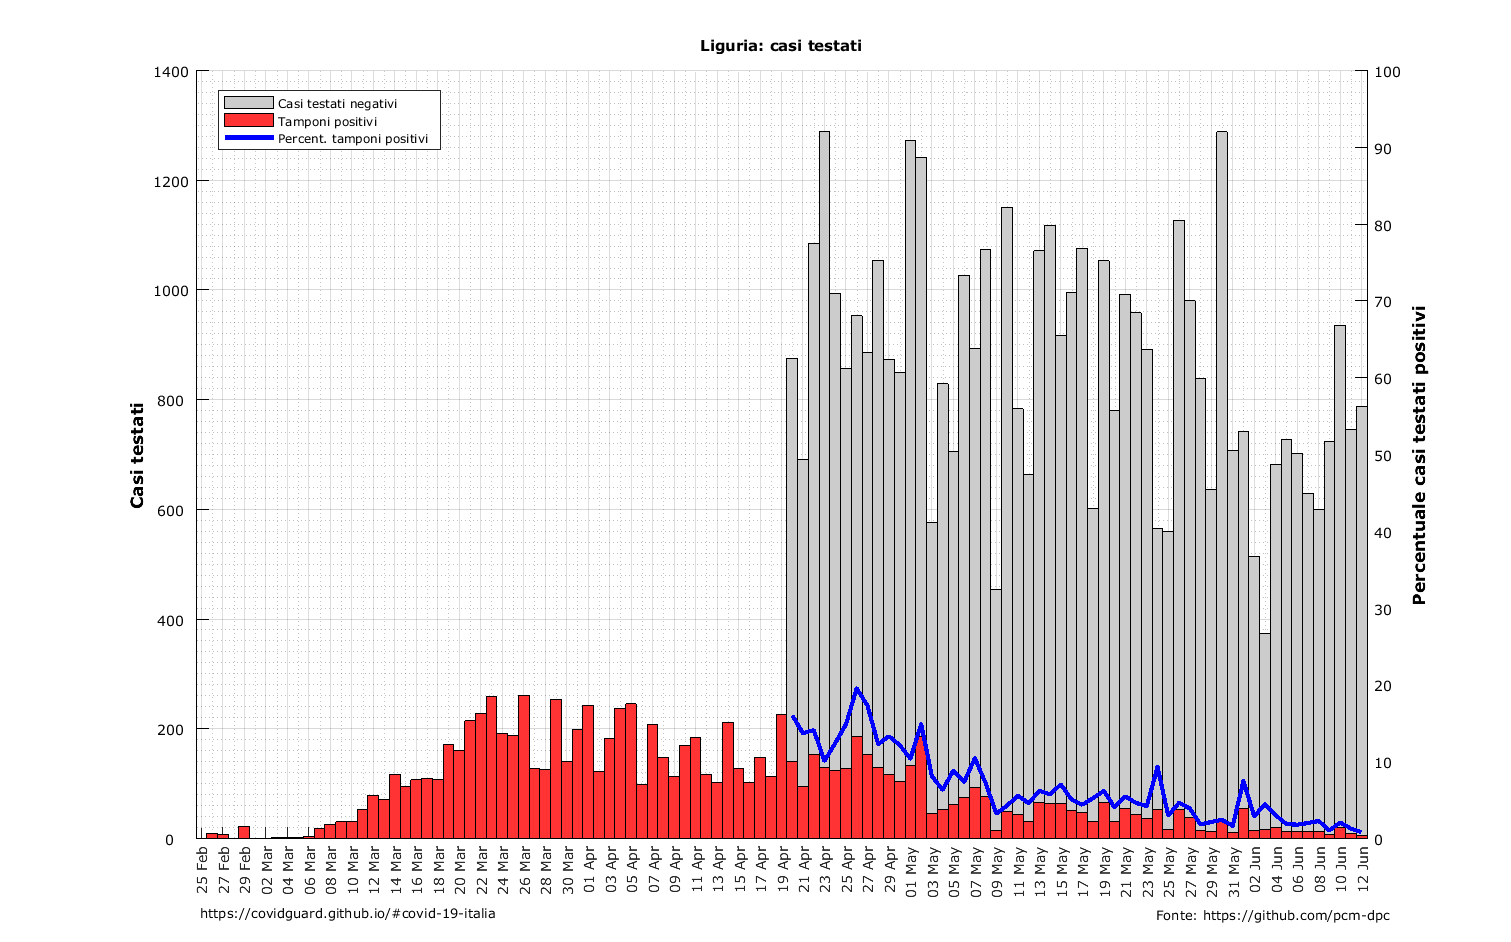 Liguria: casi testati
Casi testati negativi
Tamponi positivi
Percent. tamponi positivi
Casi testati
1400
1200
1000
800
600
400
200
0
100
90
80
70
60
50
40
30
20
10
0
Percentuale casi testati positivi
25 Feb
27 Feb
29 Feb
02 Mar
04 Mar
06 Mar
08 Mar
10 Mar
12 Mar
14 Mar
16 Mar
18 Mar
20 Mar
22 Mar
24 Mar
26 Mar
28 Mar
30 Mar
01 Apr
03 Apr
05 Apr
07 Apr
09 Apr
11 Apr
13 Apr
15 Apr
17 Apr
19 Apr
21 Apr
23 Apr
25 Apr
27 Apr
29 Apr
01 May
03 May
05 May
07 May
09 May
11 May
13 May
15 May
17 May
19 May
21 May
23 May
25 May
27 May
29 May
31 May
02 Jun
04 Jun
06 Jun
08 Jun
10 Jun
12 Jun
https://covidguard.github.io/#covid-19-italia
Fonte: https://github.com/pcm-dpc